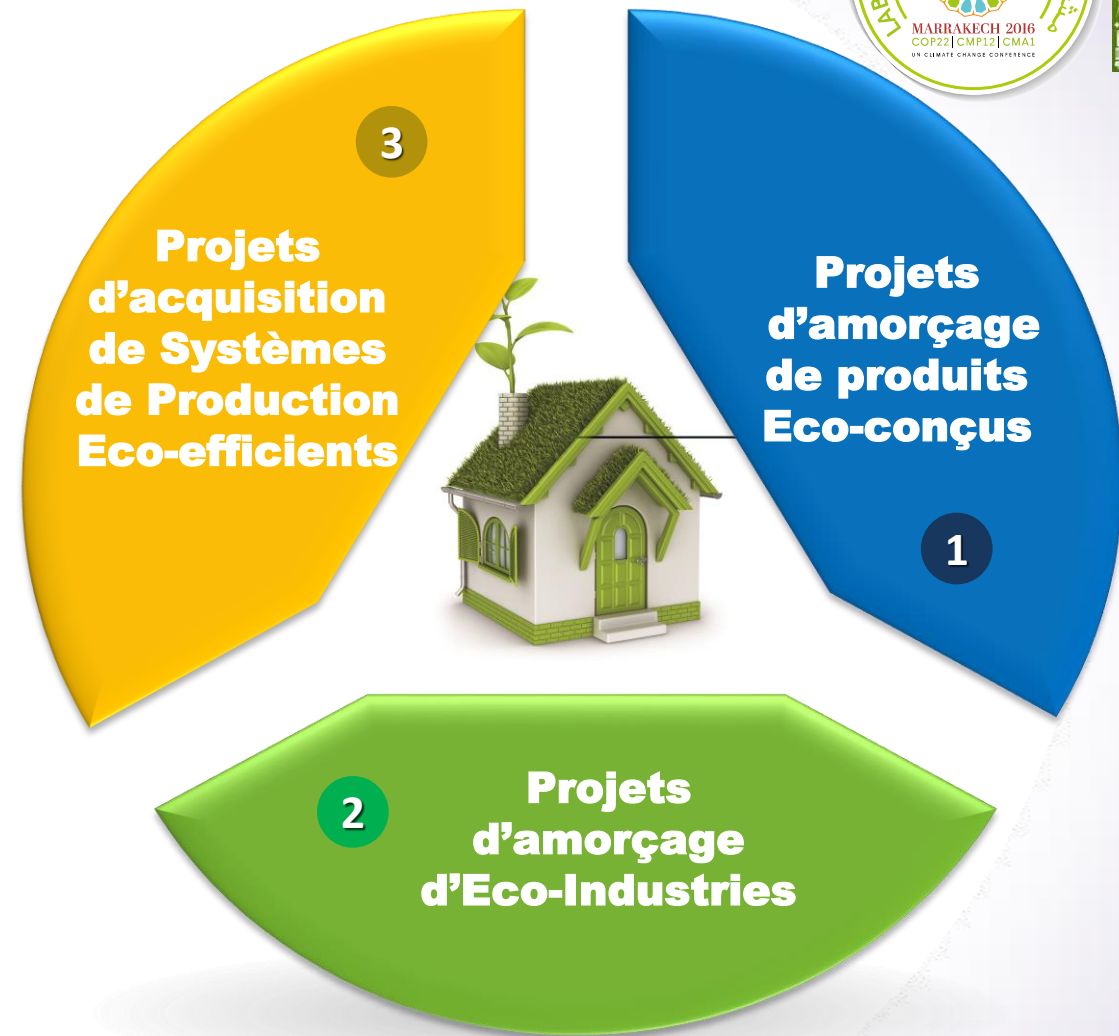 MARRAKECH 2016
COP22 CMP12 CMA1
UN CLIMATE CHANGE CONFERENCE
3
Projets
d’acquisition
de Systèmes
de Production
Eco-efficients
Projets
d’amorçage
de produits
Eco-conçus
1
2
Projets
d’amorçage
d’Eco-Industries